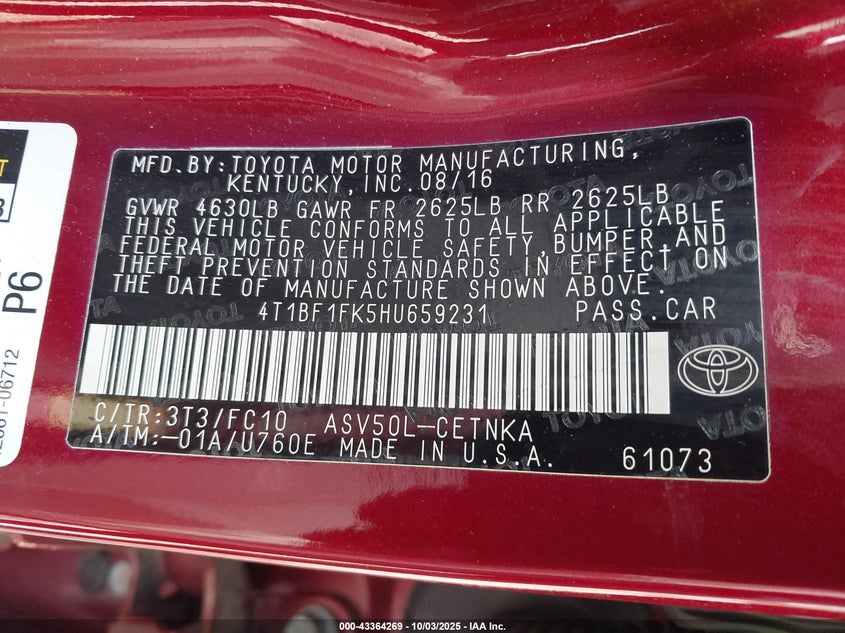 MFD.BY:TOYOTA MOTOR MANUFACTURING,
KENTUCKY,INC.08/16
GVWR 4630LB GAWR FR 2625LB RR 2625LB
THIS VEHICLE CONFORMS TO ALL APPLICABLE
FEDERAL MOTOR VEHICLE SAFETY,BUMPER,AND
THEFT PREVENTION STANDARDS IN EFFECT ON
THE DATE OF MANUFACTURE SHOWN ABOVE.
4T1BF1FK5HU659231 PASS.CAR
C/TR:3T3/FC10 ASV50L-CETNKA
A/TM:-01A/U760E MADE IN U.S.A. 61073
P6
06712
000-43364269 - 10/03/2025 - IAA Inc.